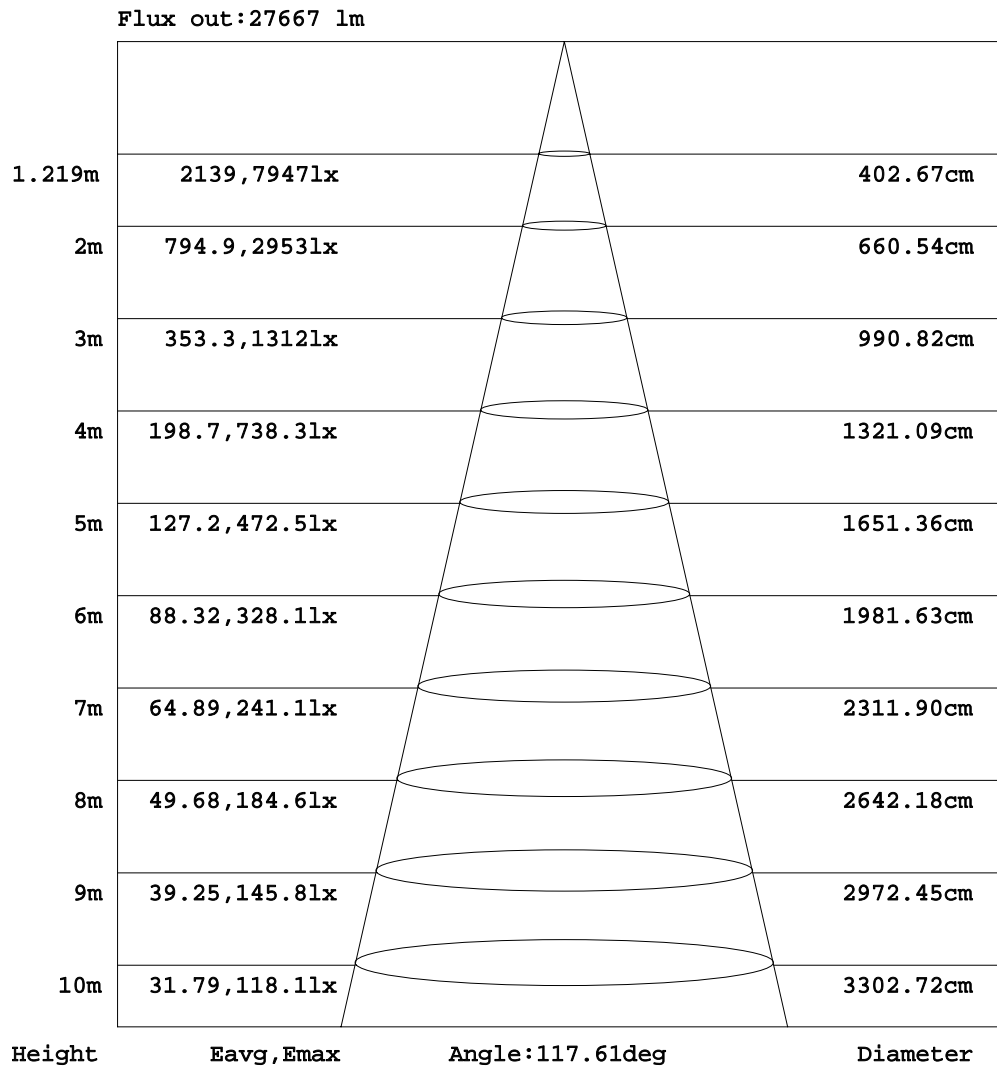 Flux out:27667 lm
1.219m 2139,7947lx 402.67cm
2m 794.9,2953lx 660.54cm
3m 353.3,1312lx 990.82cm
4m 198.7,738.3lx 1321.09cm
5m 127.2,472.5lx 1651.36cm
6m 88.32,328.1lx 1981.63cm
7m 64.89,241.1lx 2311.90cm
8m 49.68,184.6lx 2642.18cm
9m 39.25,145.8lx 2972.45cm
10m 31.79,118.1lx 3302.72cm
Height Eavg,Emax Angle:117.61deg Diameter